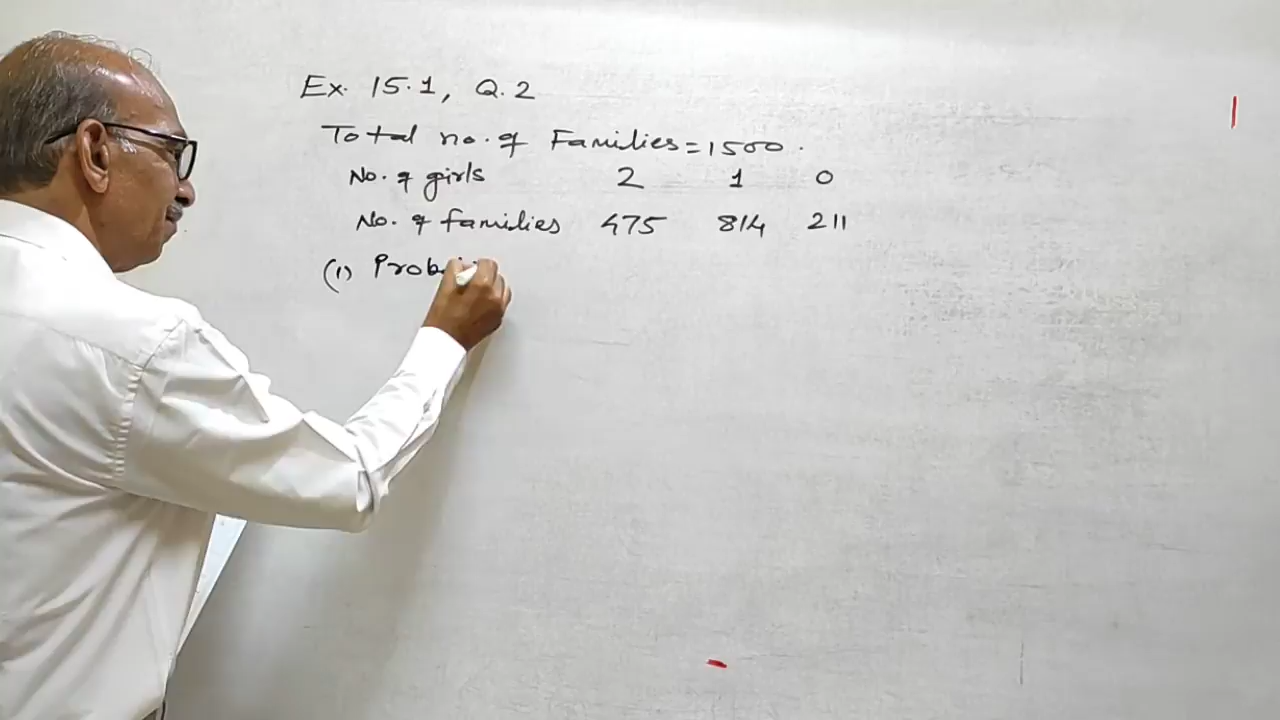 Ex. 15.1, Q.2
Total no. of Families = 1500.
No. of girls 2 1 0
No. of families 475 814 211
(1) Prob